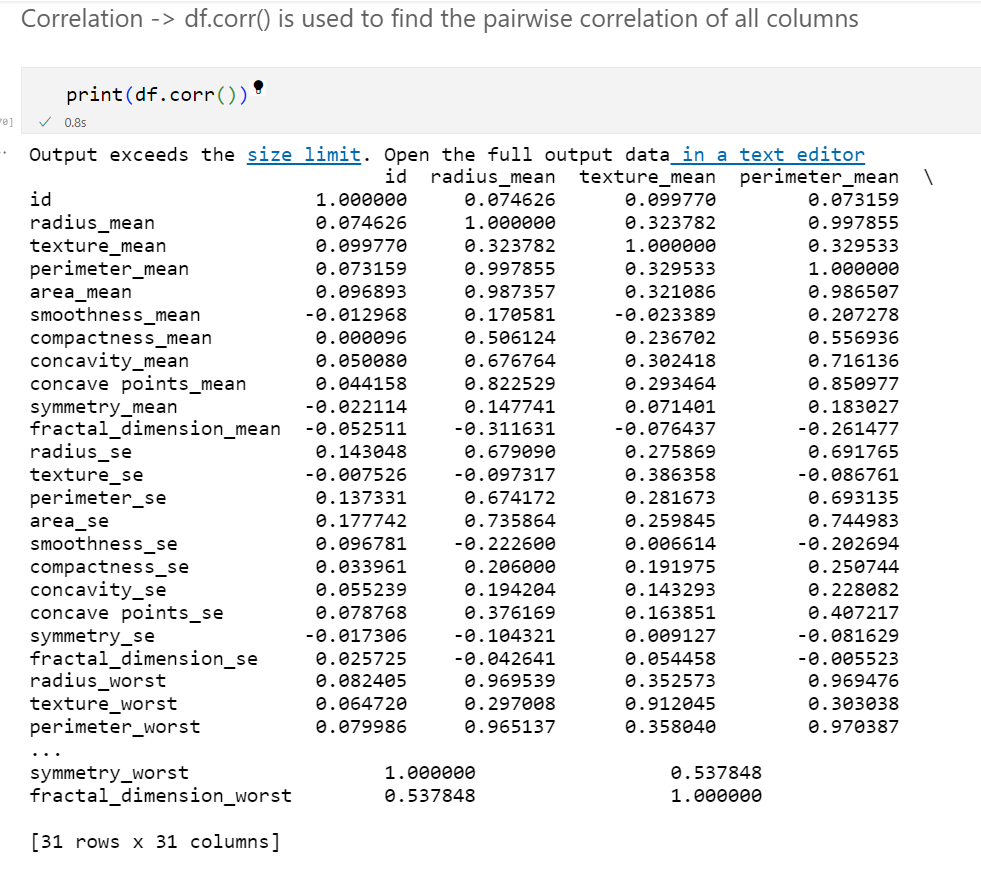 Correlation -> df.corr() is used to find the pairwise correlation of all columns
print(df.corr())
0.8s
Output exceeds the size limit. Open the full output data in a text editor
id radius_mean texture_mean perimeter_mean \
id 1.000000 0.074626 0.099770 0.073159
radius_mean 0.074626 1.000000 0.323782 0.997855
texture_mean 0.099770 0.323782 1.000000 0.329533
perimeter_mean 0.073159 0.997855 0.329533 1.000000
area_mean 0.096893 0.987357 0.321086 0.986507
smoothness_mean -0.012968 0.170581 -0.023389 0.207278
compactness_mean 0.000096 0.506124 0.236702 0.556936
concavity_mean 0.050080 0.676764 0.302418 0.716136
concave points_mean 0.044158 0.822529 0.293464 0.850977
symmetry_mean -0.022114 0.147741 0.071401 0.183027
fractal_dimension_mean -0.052511 -0.311631 -0.076437 -0.261477
radius_se 0.143048 0.679090 0.275869 0.691765
texture_se -0.007526 -0.097317 0.386358 -0.086761
perimeter_se 0.137331 0.674172 0.281673 0.693135
area_se 0.177742 0.735864 0.259845 0.744983
smoothness_se 0.096781 -0.222600 0.006614 -0.202694
compactness_se 0.033961 0.206000 0.191975 0.250744
concavity_se 0.055239 0.194204 0.143293 0.228082
concave points_se 0.078768 0.376169 0.163851 0.407217
symmetry_se -0.017306 -0.104321 0.009127 -0.081629
fractal_dimension_se 0.025725 -0.042641 0.054458 -0.005523
radius_worst 0.082405 0.969539 0.352573 0.969476
texture_worst 0.064720 0.297008 0.912045 0.303038
perimeter_worst 0.079986 0.965137 0.358040 0.970387
...
symmetry_worst 1.000000 0.537848
fractal_dimension_worst 0.537848 1.000000
[31 rows x 31 columns]